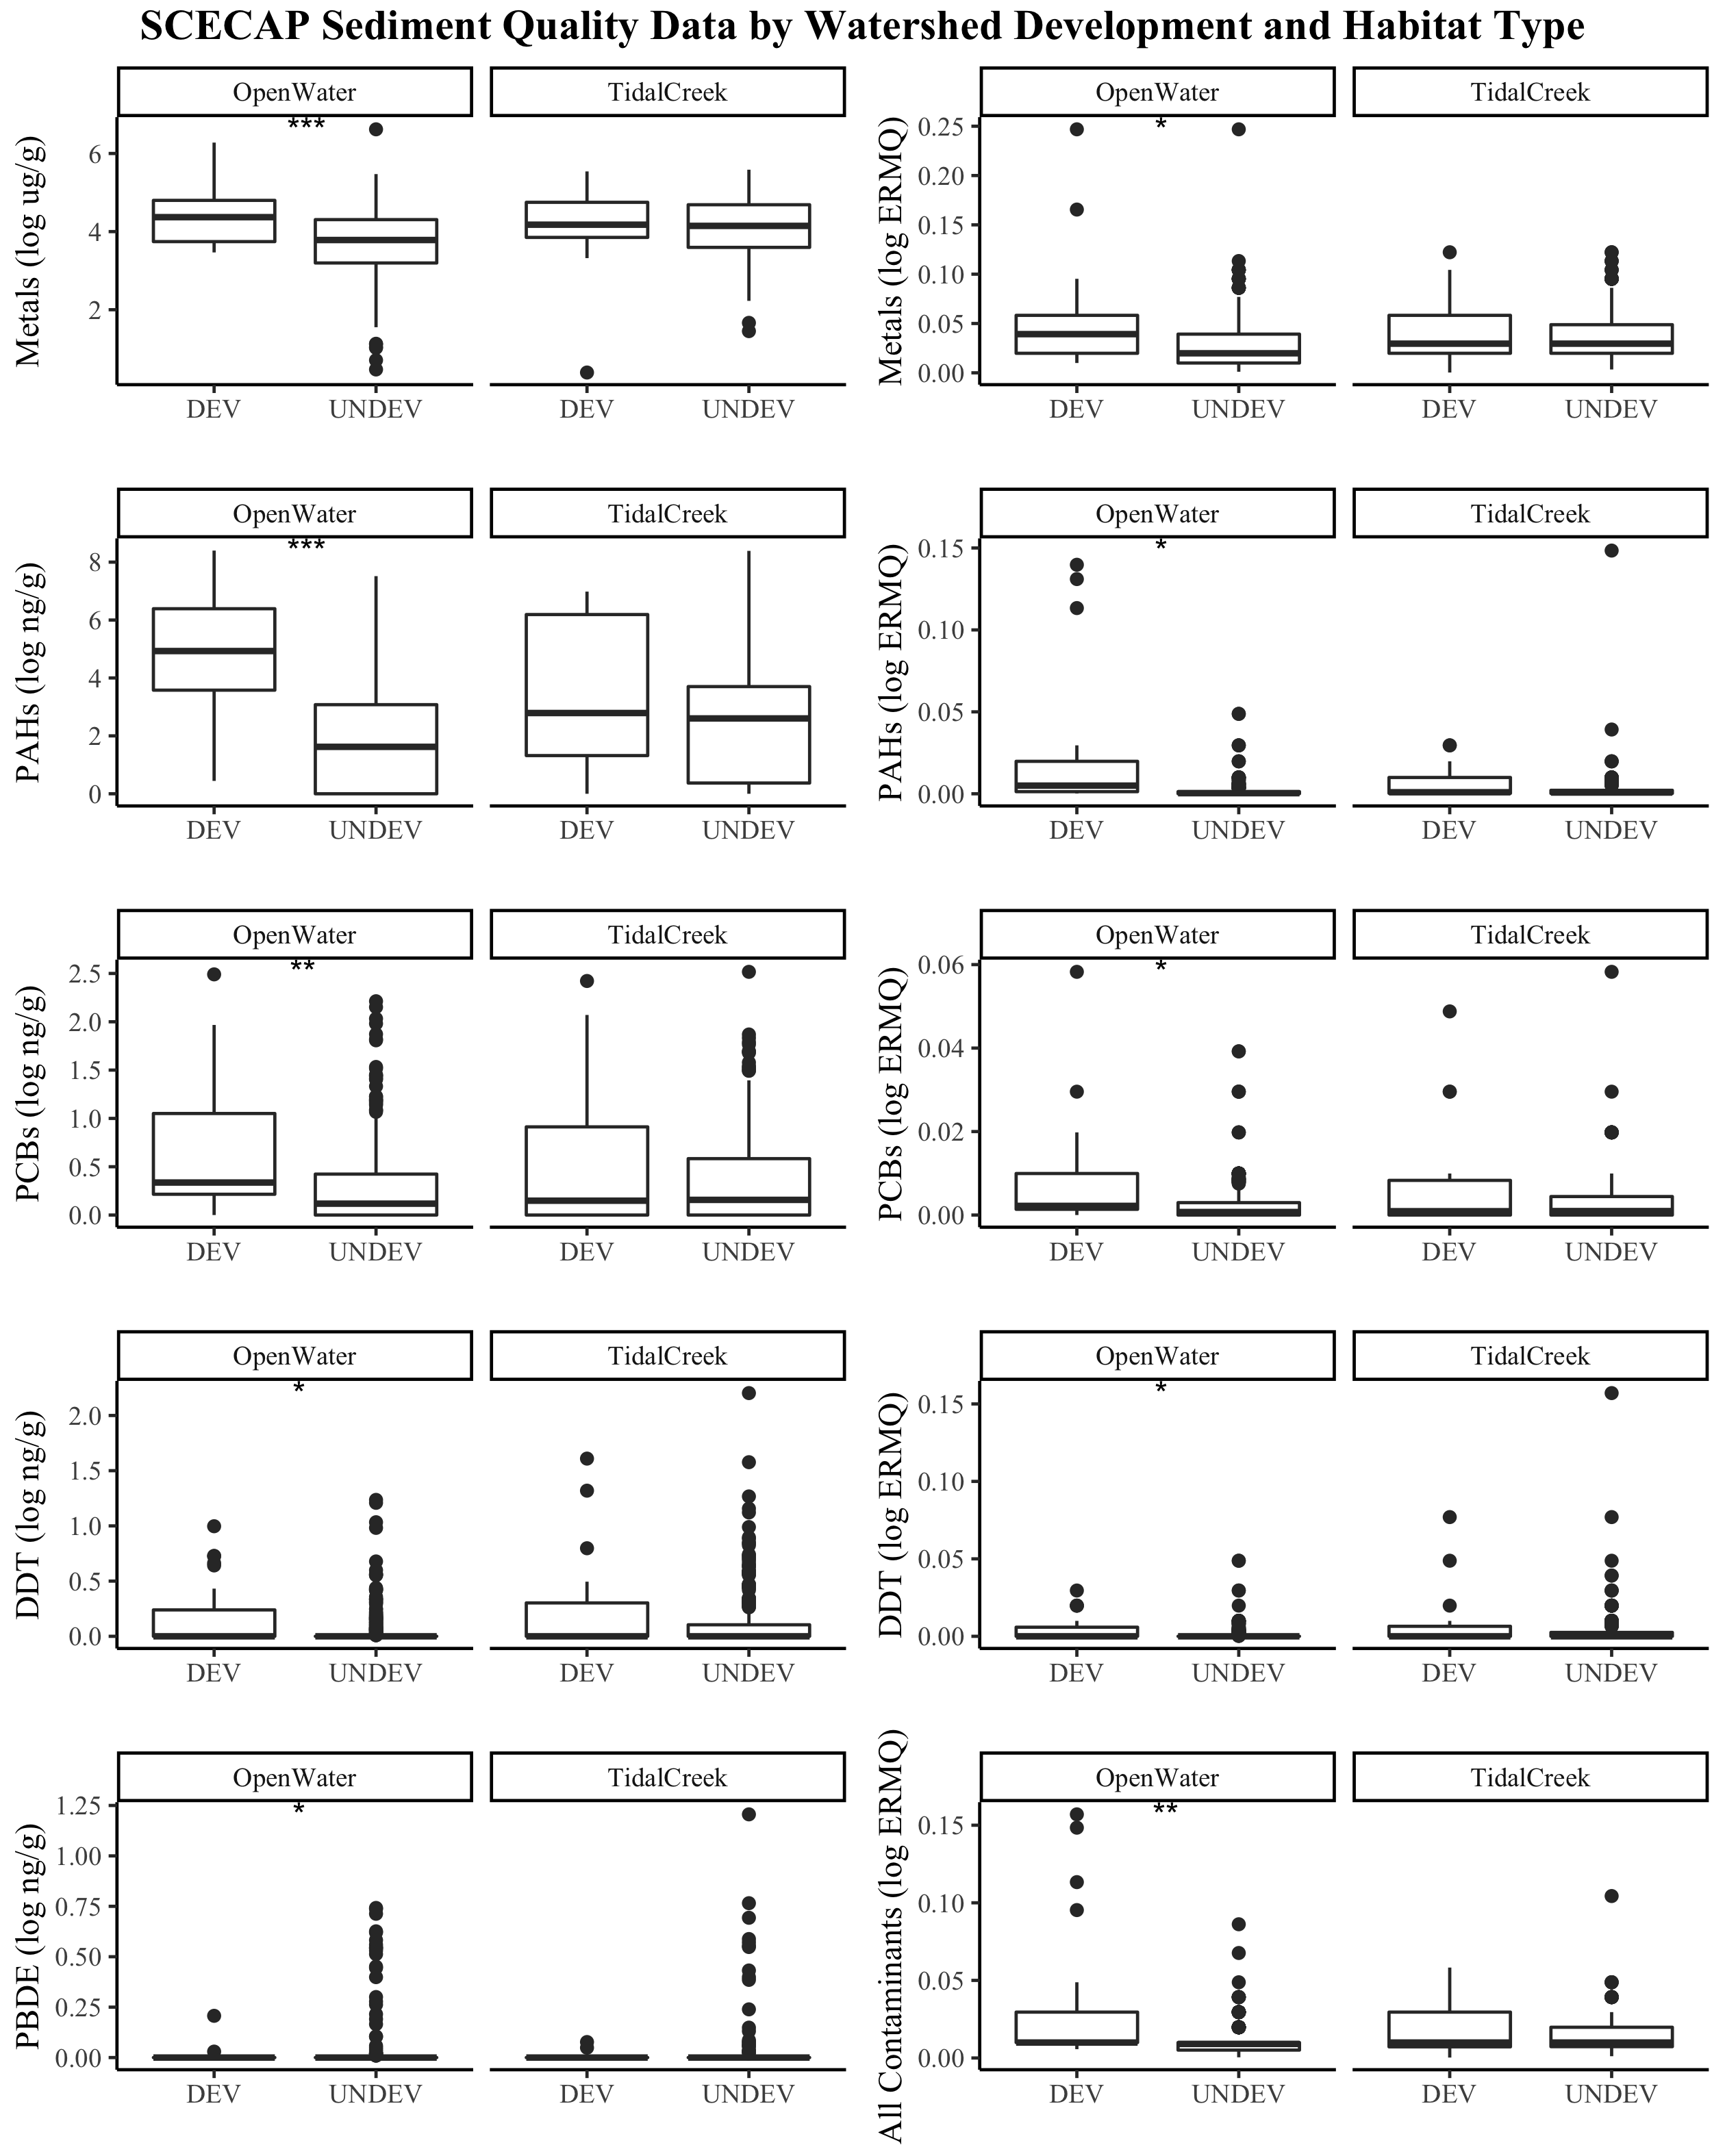 SCECAP Sediment Quality Data by Watershed Development and Habitat Type
OpenWater TidalCreek
***
Metals (log ug/g)
6
4
2
DEV UNDEV DEV UNDEV
OpenWater TidalCreek
*
Metals (log ERMQ)
0.25
0.20
0.15
0.10
0.05
0.00
DEV UNDEV DEV UNDEV
OpenWater TidalCreek
***
PAHs (log ng/g)
8
6
4
2
0
DEV UNDEV DEV UNDEV
OpenWater TidalCreek
*
PAHs (log ERMQ)
0.15
0.10
0.05
0.00
DEV UNDEV DEV UNDEV
OpenWater TidalCreek
**
PCBs (log ng/g)
2.5
2.0
1.5
1.0
0.5
0.0
DEV UNDEV DEV UNDEV
OpenWater TidalCreek
*
PCBs (log ERMQ)
0.06
0.04
0.02
0.00
DEV UNDEV DEV UNDEV
OpenWater TidalCreek
*
DDT (log ng/g)
2.0
1.5
1.0
0.5
0.0
DEV UNDEV DEV UNDEV
OpenWater TidalCreek
*
DDT (log ERMQ)
0.15
0.10
0.05
0.00
DEV UNDEV DEV UNDEV
OpenWater TidalCreek
*
PBDE (log ng/g)
1.25
1.00
0.75
0.50
0.25
0.00
DEV UNDEV DEV UNDEV
OpenWater TidalCreek
**
All Contaminants (log ERMQ)
0.15
0.10
0.05
0.00
DEV UNDEV DEV UNDEV